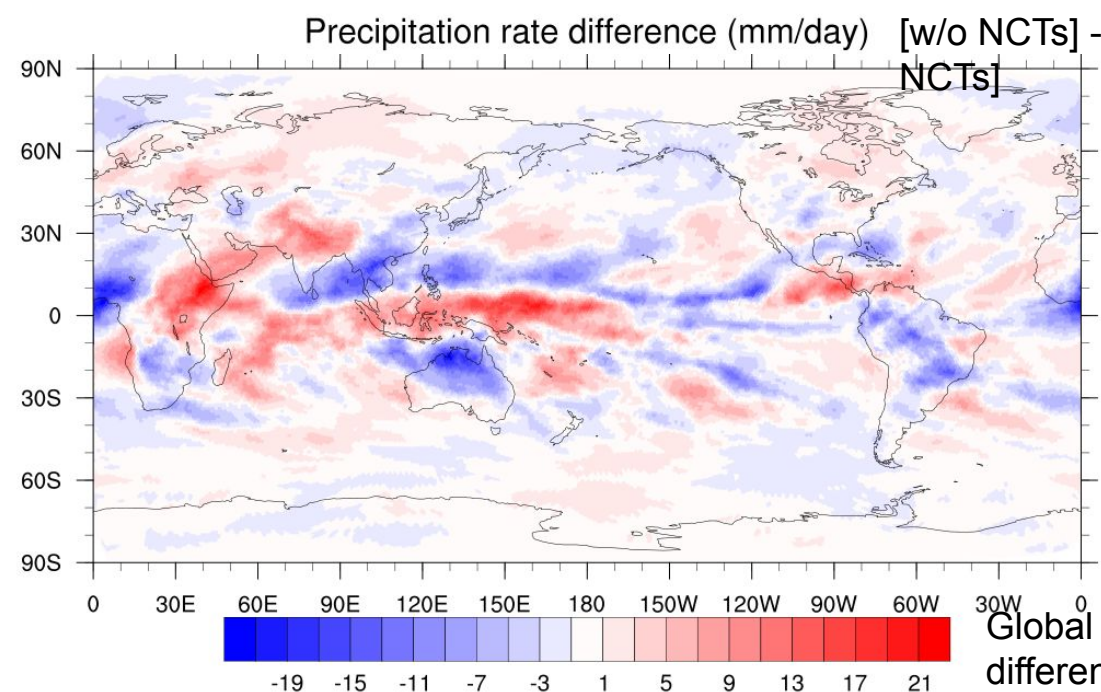 Precipitation rate difference (mm/day) [w/o NCTs] -
NCTs]
90N
60N
30N
0
30S
60S
90S
0 30E 60E 90E 120E 150E 180 150W 120W 90W 60W 30W 0
Global
differen
-19 -15 -11 -7 -3 1 5 9 13 17 21